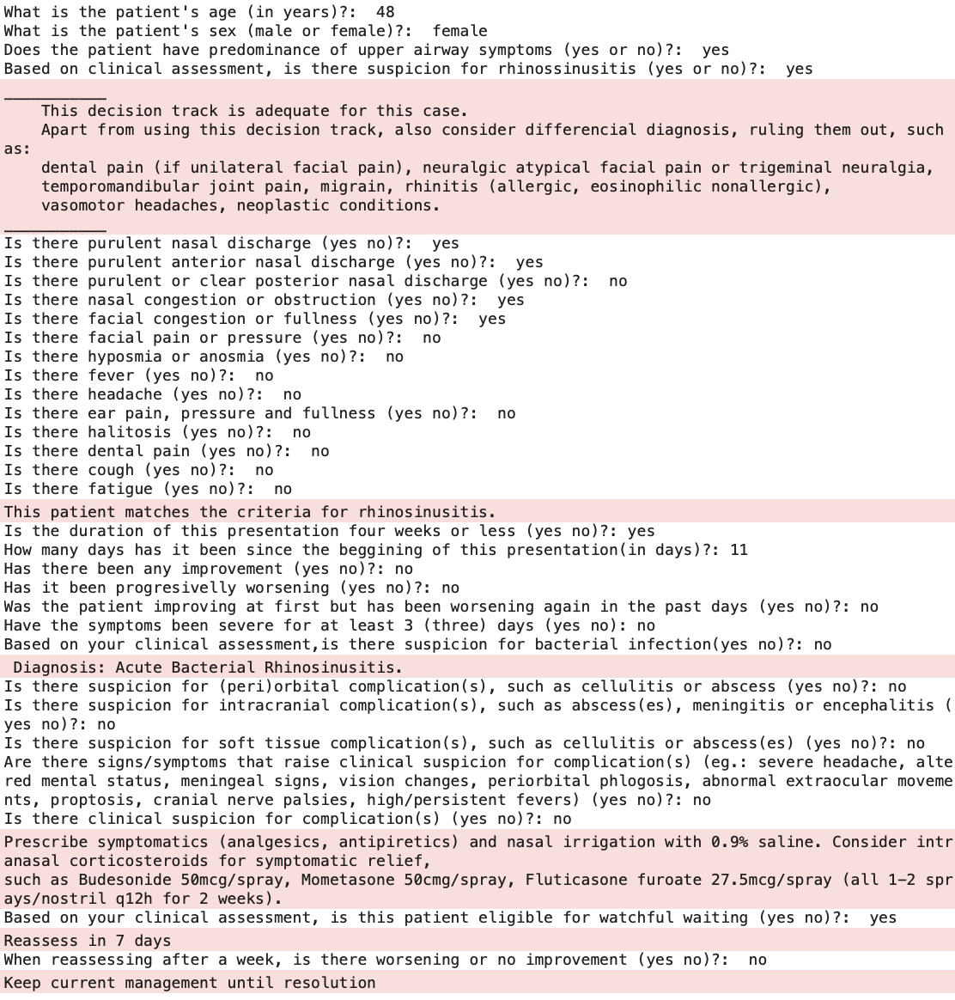 What is the patient's age (in years)?:  48
What is the patient's sex (male or female)?:  female
Does the patient have predominance of upper airway symptoms (yes or no)?:  yes
Based on clinical assessment, is there suspicion for rhinossinusitis (yes or no)?:  yes
___________
    This decision track is adequate for this case.
    Apart from using this decision track, also consider differencial diagnosis, ruling them out, such
as:
    dental pain (if unilateral facial pain), neuralgic atypical facial pain or trigeminal neuralgia,
    temporomandibular joint pain, migrain, rhinitis (allergic, eosinophilic nonallergic),
    vasomotor headaches, neoplastic conditions.
___________
Is there purulent nasal discharge (yes no)?:  yes
Is there purulent anterior nasal discharge (yes no)?:  yes
Is there purulent or clear posterior nasal discharge (yes no)?:  no
Is there nasal congestion or obstruction (yes no)?:  yes
Is there facial congestion or fullness (yes no)?:  yes
Is there facial pain or pressure (yes no)?:  no
Is there hyposmia or anosmia (yes no)?:  no
Is there fever (yes no)?:  no
Is there headache (yes no)?:  no
Is there ear pain, pressure and fullness (yes no)?:  no
Is there halitosis (yes no)?:  no
Is there dental pain (yes no)?:  no
Is there cough (yes no)?:  no
Is there fatigue (yes no)?:  no
This patient matches the criteria for rhinosinusitis.
Is the duration of this presentation four weeks or less (yes no)?: yes
How many days has it been since the beggining of this presentation(in days)?: 11
Has there been any improvement (yes no)?: no
Has it been progresivelly worsening (yes no)?: no
Was the patient improving at first but has been worsening again in the past days (yes no)?: no
Have the symptoms been severe for at least 3 (three) days (yes no): no
Based on your clinical assessment,is there suspicion for bacterial infection(yes no)?: no
 Diagnosis: Acute Bacterial Rhinosinusitis.
Is there suspicion for (peri)orbital complication(s), such as cellulitis or abscess (yes no)?: no
Is there suspicion for intracranial complication(s), such as abscess(es), meningitis or encephalitis (
yes no)?: no
Is there suspicion for soft tissue complication(s), such as cellulitis or abscess(es) (yes no)?: no
Are there signs/symptoms that raise clinical suspicion for complication(s) (eg.: severe headache, alte
red mental status, meningeal signs, vision changes, periorbital phlogosis, abnormal extraocular moveme
nts, proptosis, cranial nerve palsies, high/persistent fevers) (yes no)?: no
Is there clinical suspicion for complication(s) (yes no)?: no
Prescribe symptomatics (analgesics, antipiretics) and nasal irrigation with 0.9% saline. Consider intr
anasal corticosteroids for symptomatic relief,
such as Budesonide 50mcg/spray, Mometasone 50cmg/spray, Fluticasone furoate 27.5mcg/spray (all 1-2 spr
ays/nostril q12h for 2 weeks).
Based on your clinical assessment, is this patient eligible for watchful waiting (yes no)?:  yes
Reassess in 7 days
When reassessing after a week, is there worsening or no improvement (yes no)?:  no
Keep current management until resolution